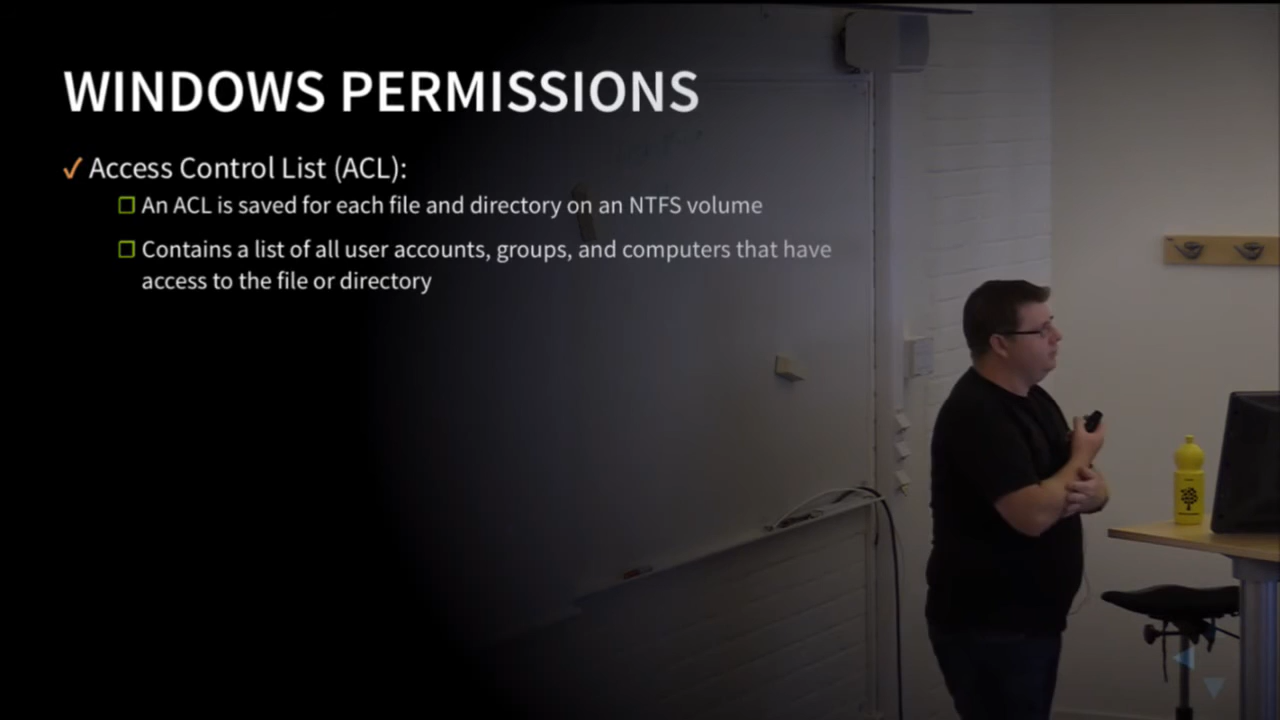 WINDOWS PERMISSIONS
✓ Access Control List (ACL):
❐ An ACL is saved for each file and directory on an NTFS volume
❐ Contains a list of all user accounts, groups, and computers that have
access to the file or directory